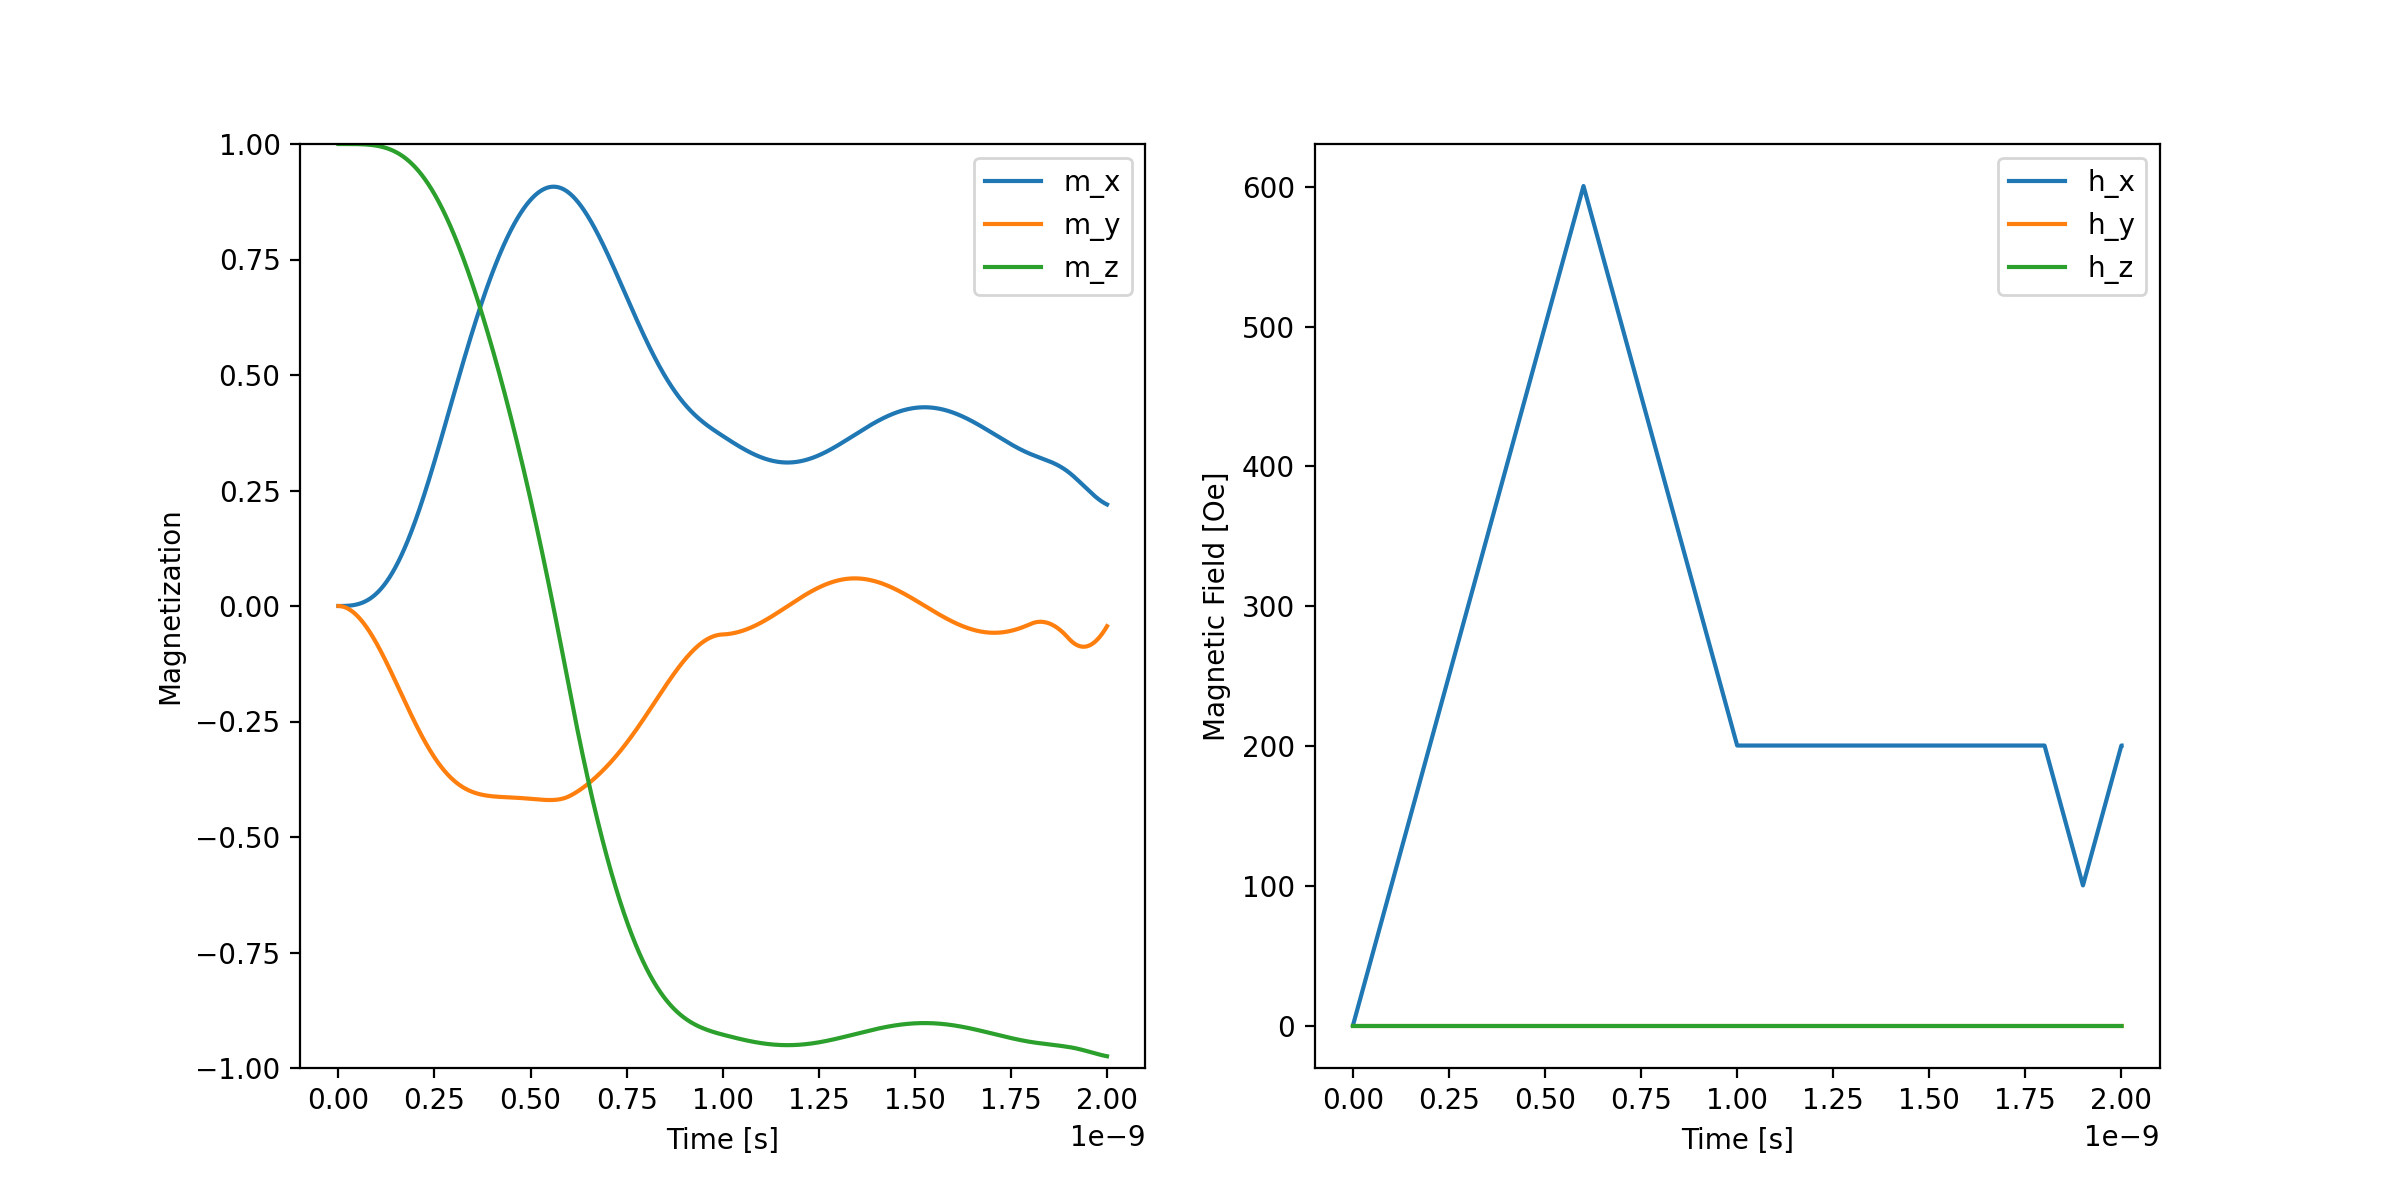 1.00
0.75
0.50
0.25
0.00
−0.25
−0.50
−0.75
−1.00
Magnetization
0.00 0.25 0.50 0.75 1.00 1.25 1.50 1.75 2.00
Time [s]
1e−9
m_x
m_y
m_z
600
500
400
300
200
100
0
Magnetic Field [Oe]
0.00 0.25 0.50 0.75 1.00 1.25 1.50 1.75 2.00
Time [s]
1e−9
h_x
h_y
h_z